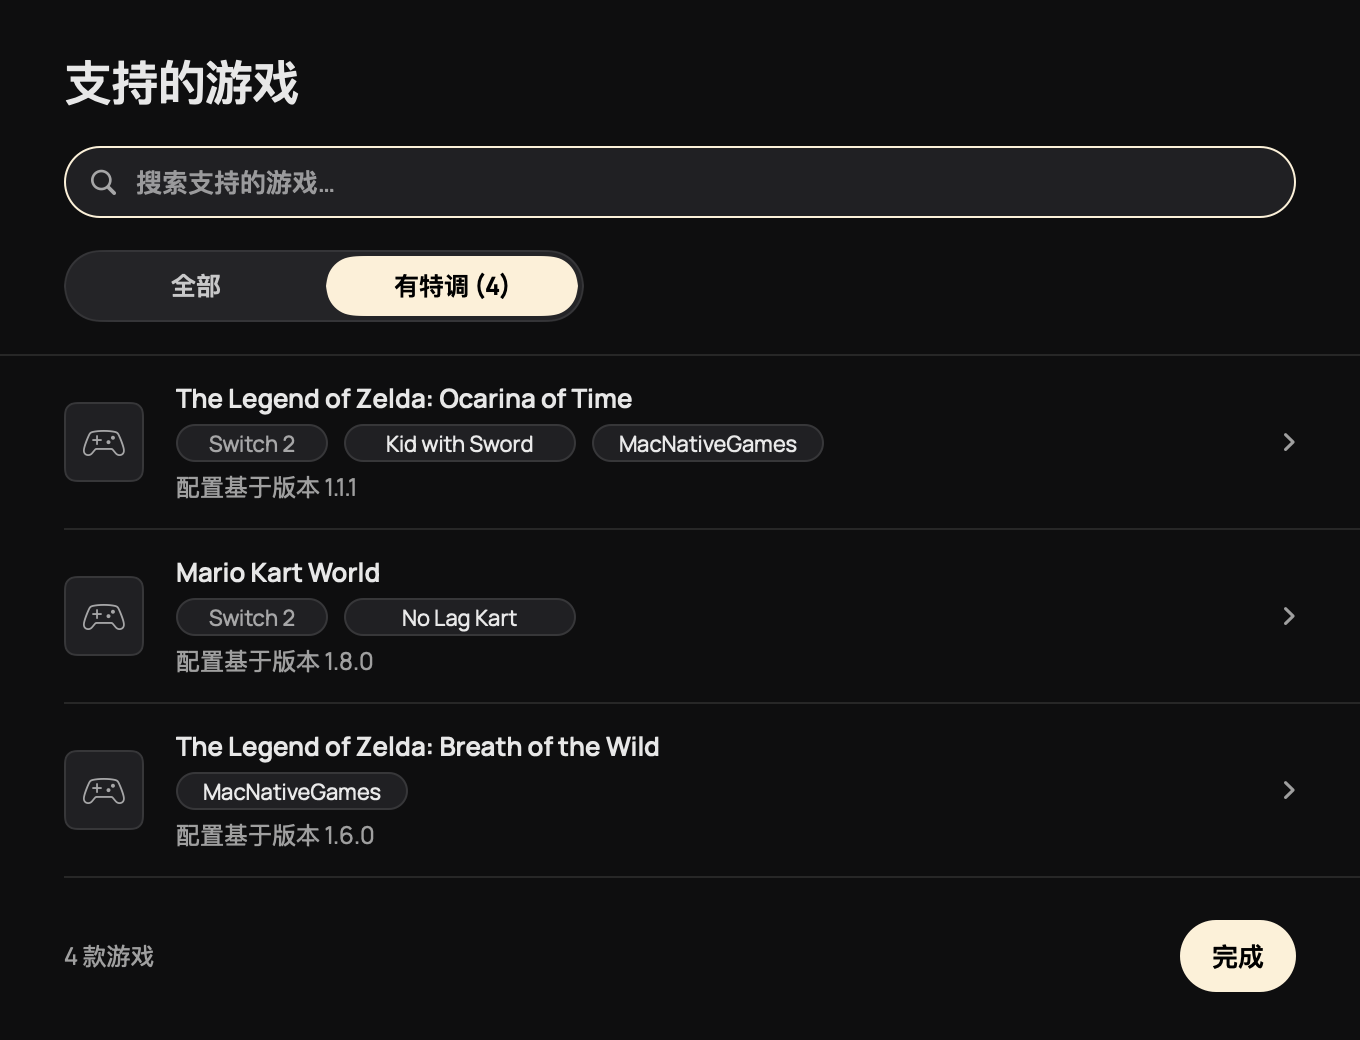 支持的游戏
搜索支持的游戏...
全部
有特调 (4)
The Legend of Zelda: Ocarina of Time
Switch 2 Kid with Sword MacNativeGames
配置基于版本 1.1.1
Mario Kart World
Switch 2 No Lag Kart
配置基于版本 1.8.0
The Legend of Zelda: Breath of the Wild
MacNativeGames
配置基于版本 1.6.0
4 款游戏
完成